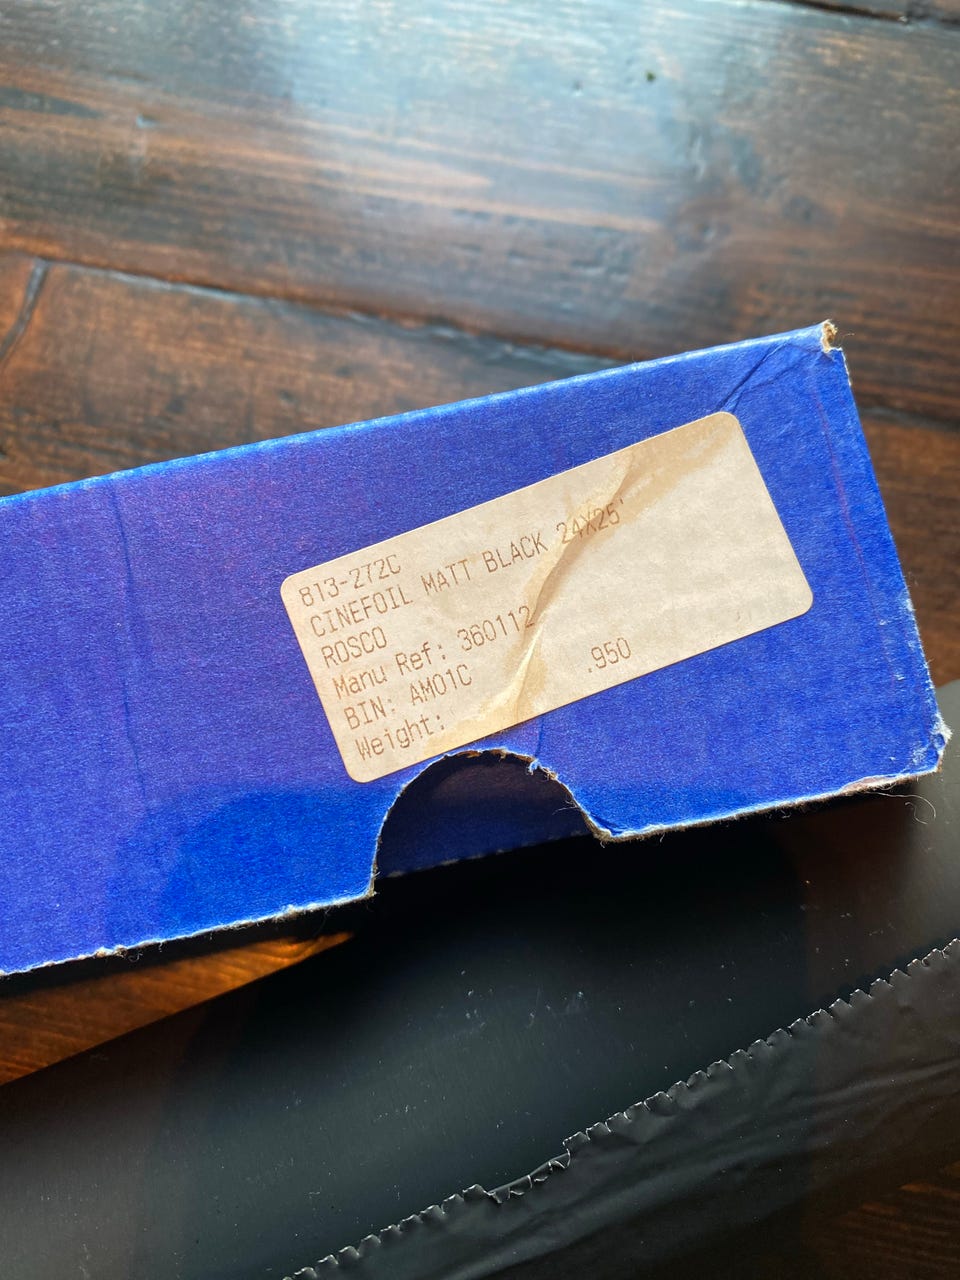 813-272C
CINEFOIL MATT BLACK 24X25'
ROSCO
Manu Ref: 360112
BIN: AM01C
Weight: .950